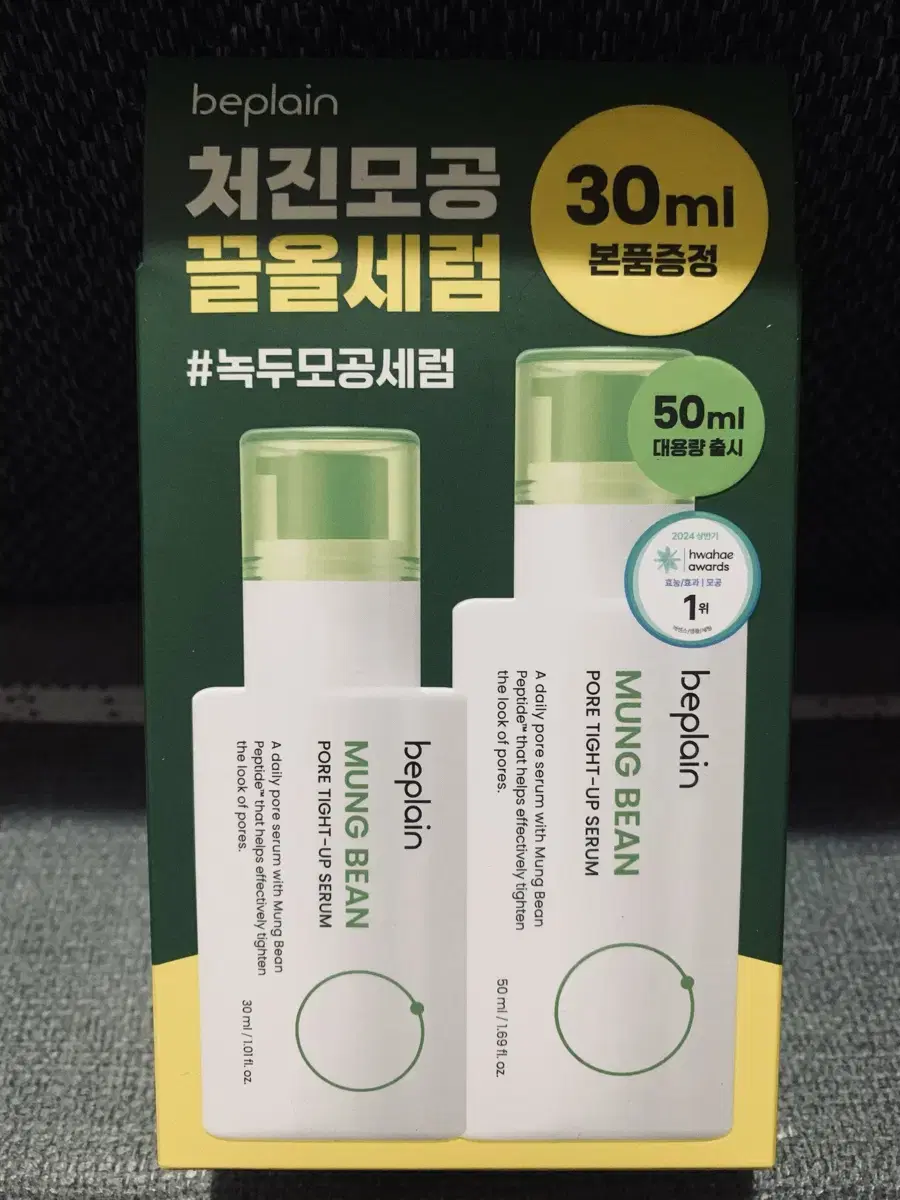 beplain
처진모공
끌올세럼
#녹두모공세럼
30ml
본품증정
50ml
대용량 출시
2024 상반기
hwahae
awards
효능/효과 | 모공
1위
beplain
MUNG BEAN
PORE TIGHT-UP SERUM
A daily pore serum with Mung Bean
Peptide™ that helps effectively tighten
the look of pores.
50 ml / 1.69 fl. oz.
beplain
MUNG BEAN
PORE TIGHT-UP SERUM
A daily pore serum with Mung Bean
Peptide™ that helps effectively tighten
the look of pores.
30 ml / 1.01 fl. oz.